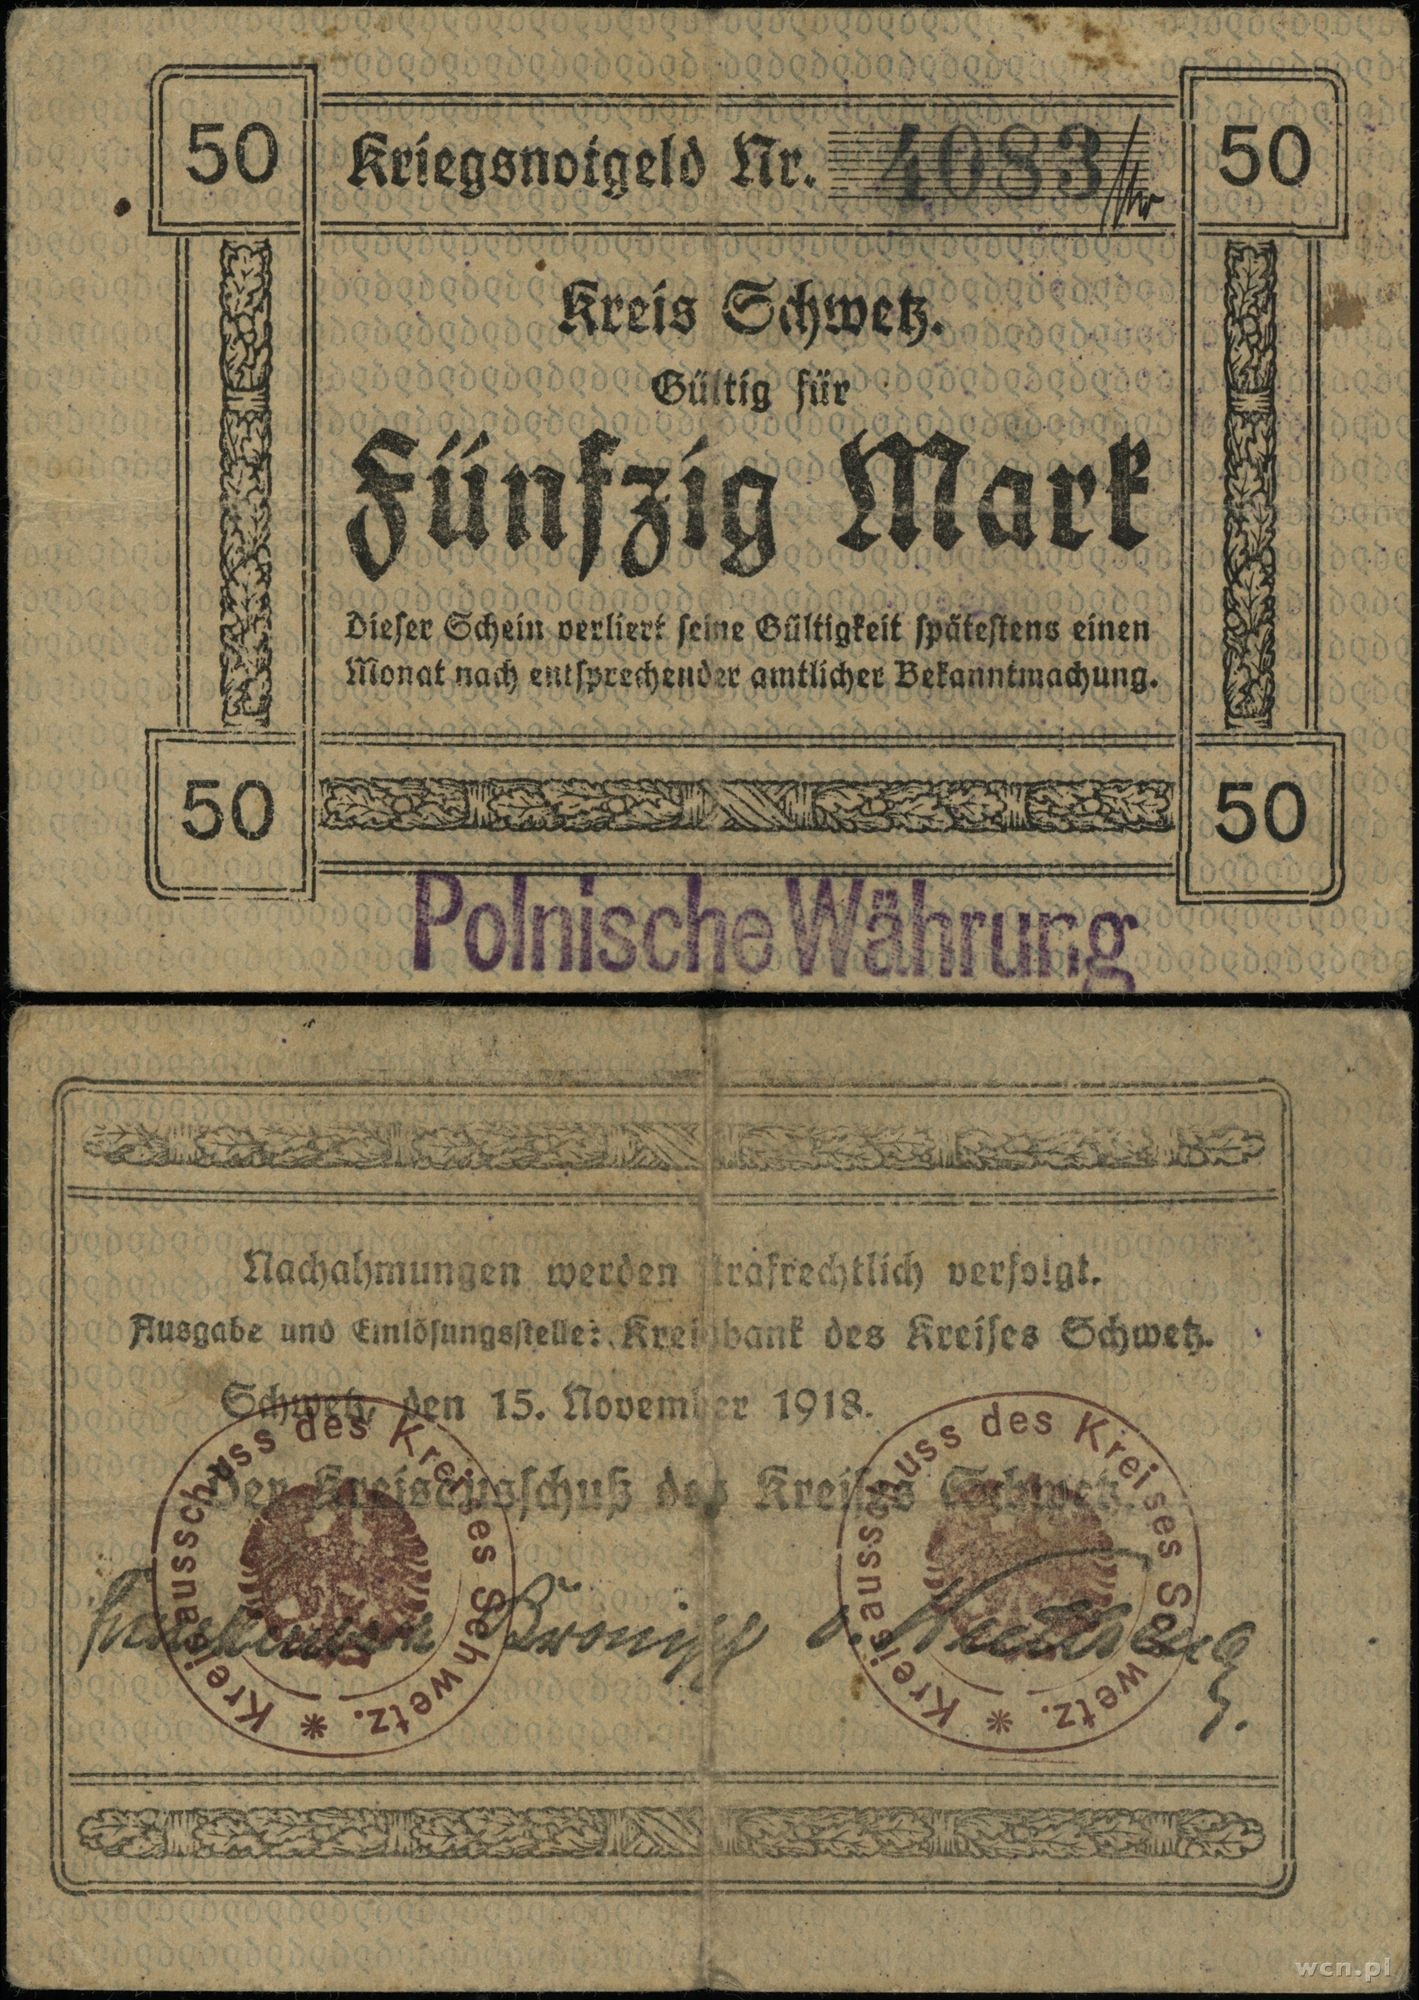 50
Kriegsnotgeld Nr. 4083
50
Kreis Schwetz.
Gültig für
Fünfzig Mark
Dieser Schein verliert seine Gültigkeit spätestens einen
Monat nach entsprechender amtlicher Bekanntmachung.
50
50
Polnische Währung
Nachahmungen werden strafrechtlich verfolgt.
Ausgabe und Einlösungsstelle: Kreisbank des Kreises Schwetz.
Schwetz, den 15. November 1918.
Der Kreisausschuß des Kreises Schwetz.
Kreisausschuss des Kreises Schwetz. *
Kreisausschuss des Kreises Schwetz. *
wcn.pl